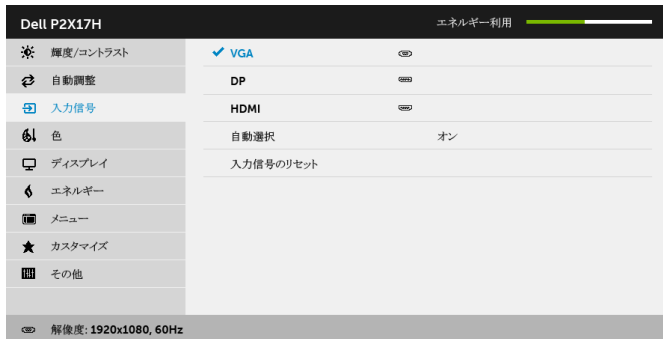 Dell P2X17H エネルギー利用
輝度/コントラスト VGA
自動調整 DP
入力信号 HDMI
色 自動選択 オン
ディスプレイ 入力信号のリセット
エネルギー
メニュー
カスタマイズ
その他
解像度: 1920x1080, 60Hz